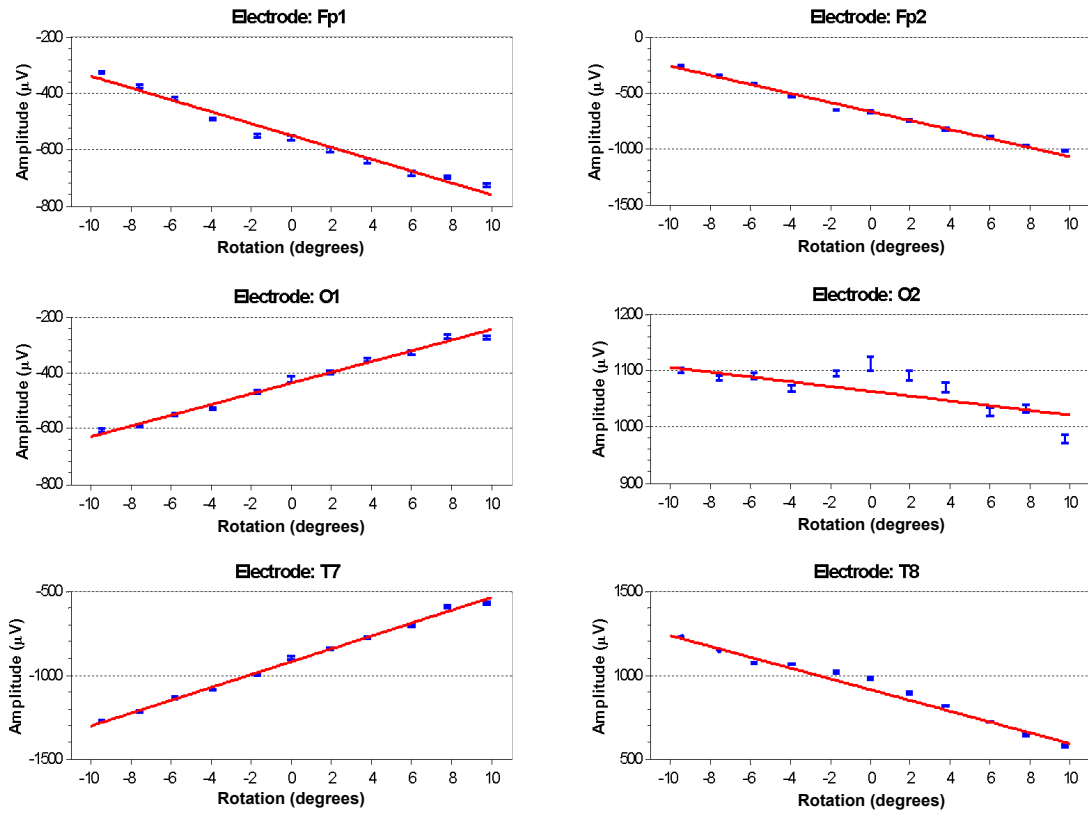 Electrode: Fp1
Amplitude (μV)
-200
-400
-600
-800
-10 -8 -6 -4 -2 0 2 4 6 8 10
Rotation (degrees)
Electrode: Fp2
Amplitude (μV)
0
-500
-1000
-1500
-10 -8 -6 -4 -2 0 2 4 6 8 10
Rotation (degrees)
Electrode: O1
Amplitude (μV)
-200
-400
-600
-800
-10 -8 -6 -4 -2 0 2 4 6 8 10
Rotation (degrees)
Electrode: O2
Amplitude (μV)
1200
1100
1000
900
-10 -8 -6 -4 -2 0 2 4 6 8 10
Rotation (degrees)
Electrode: T7
Amplitude (μV)
-500
-1000
-1500
-10 -8 -6 -4 -2 0 2 4 6 8 10
Rotation (degrees)
Electrode: T8
Amplitude (μV)
1500
1000
500
-10 -8 -6 -4 -2 0 2 4 6 8 10
Rotation (degrees)